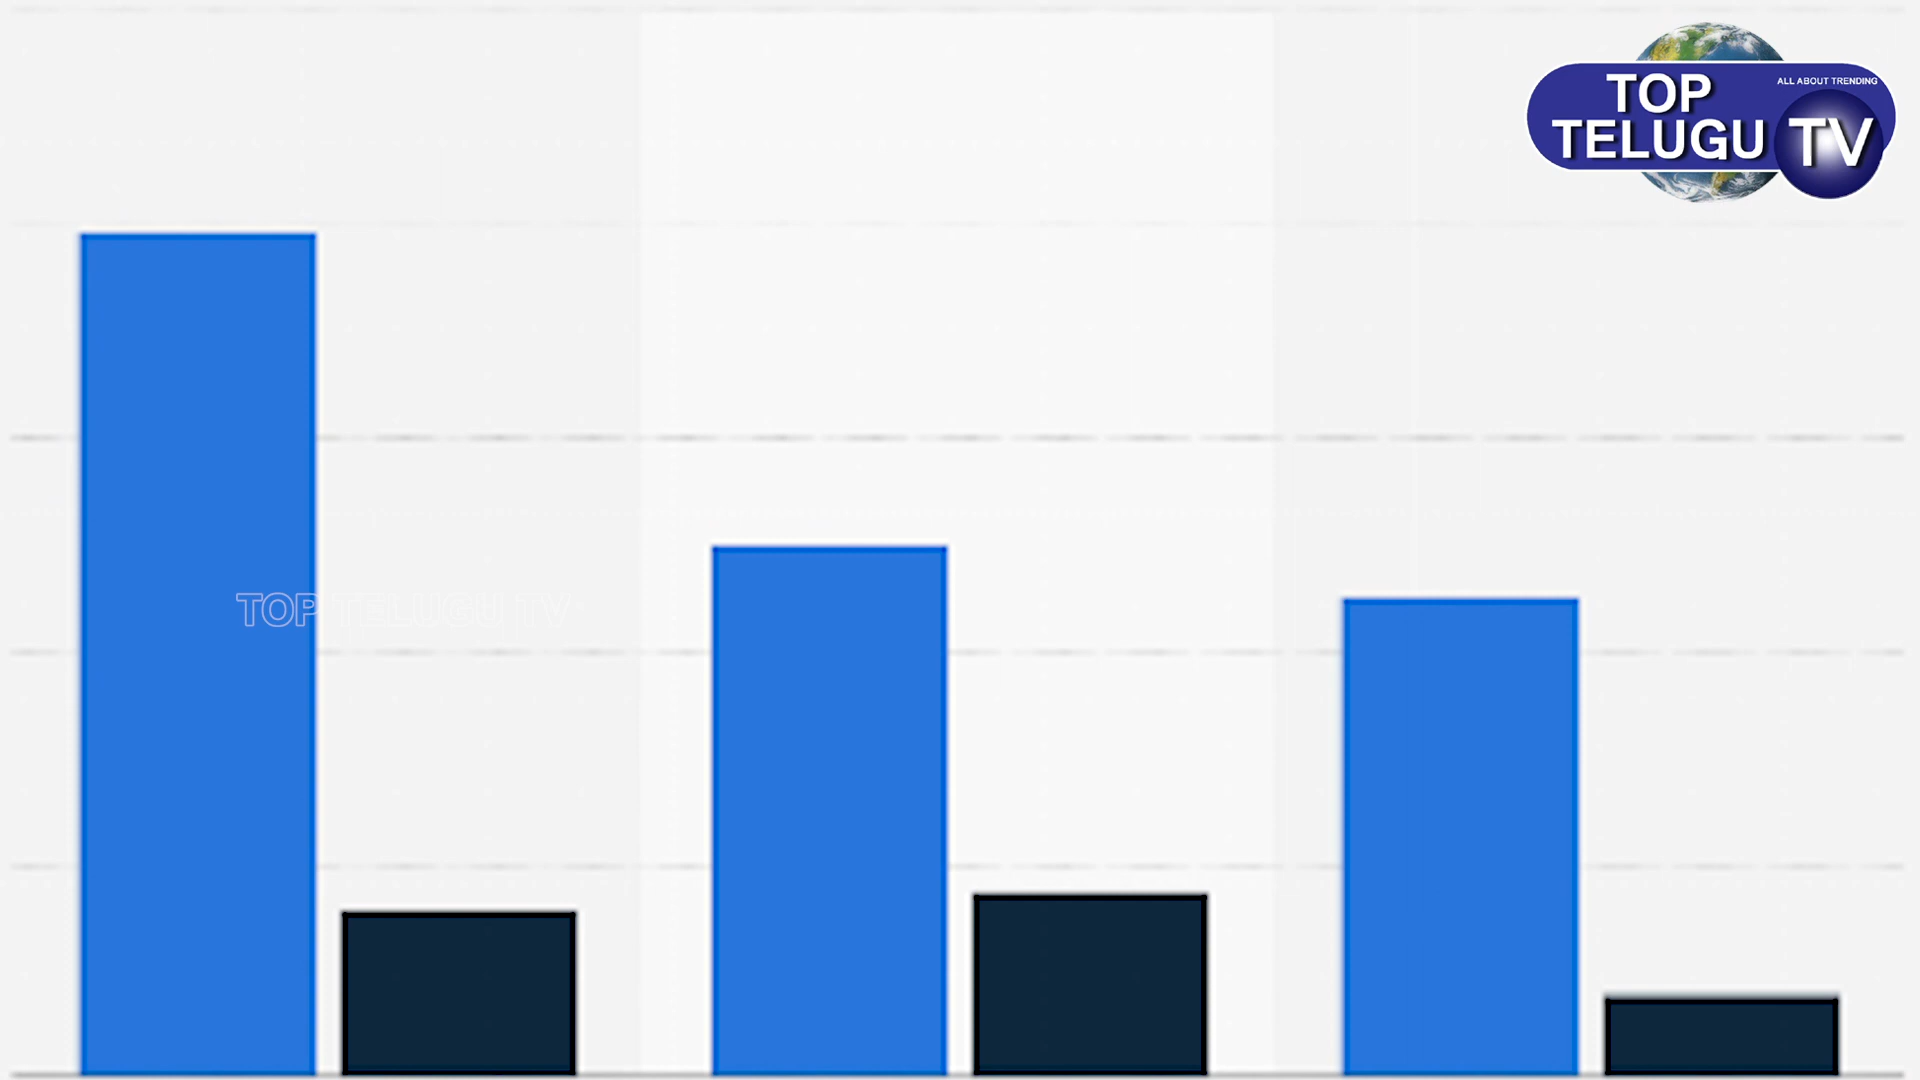 TOP
TELUGU
ALL ABOUT TRENDING
TV
TOP TELUGU TV